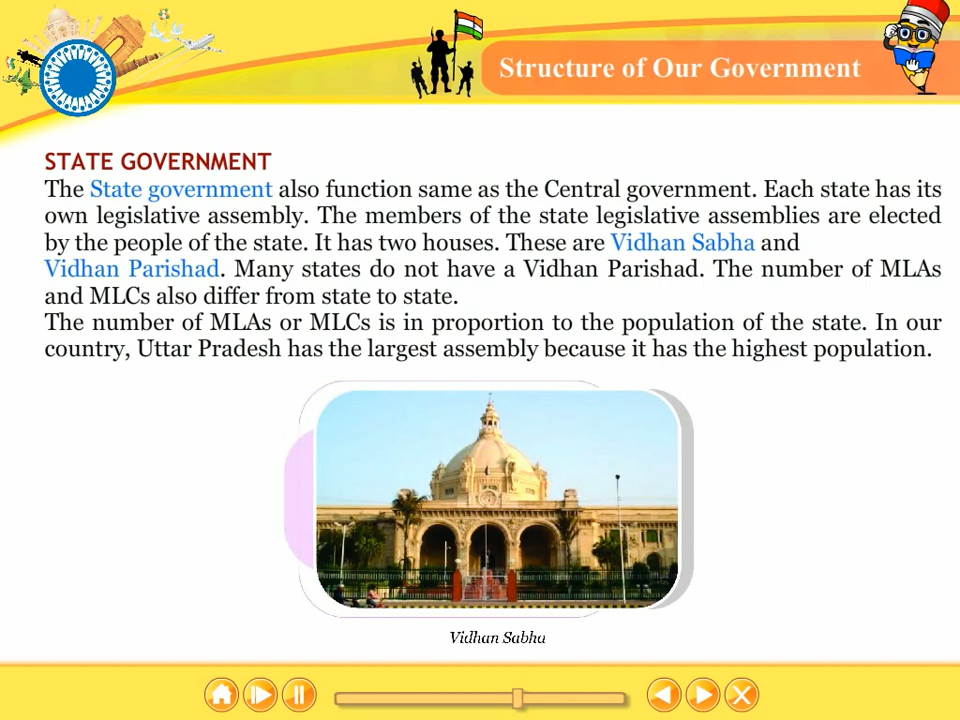 Structure of Our Government
STATE GOVERNMENT
The State government also function same as the Central government. Each state has its
own legislative assembly. The members of the state legislative assemblies are elected
by the people of the state. It has two houses. These are Vidhan Sabha and
Vidhan Parishad. Many states do not have a Vidhan Parishad. The number of MLAs
and MLCs also differ from state to state.
The number of MLAs or MLCs is in proportion to the population of the state. In our
country, Uttar Pradesh has the largest assembly because it has the highest population.
Vidhan Sabha